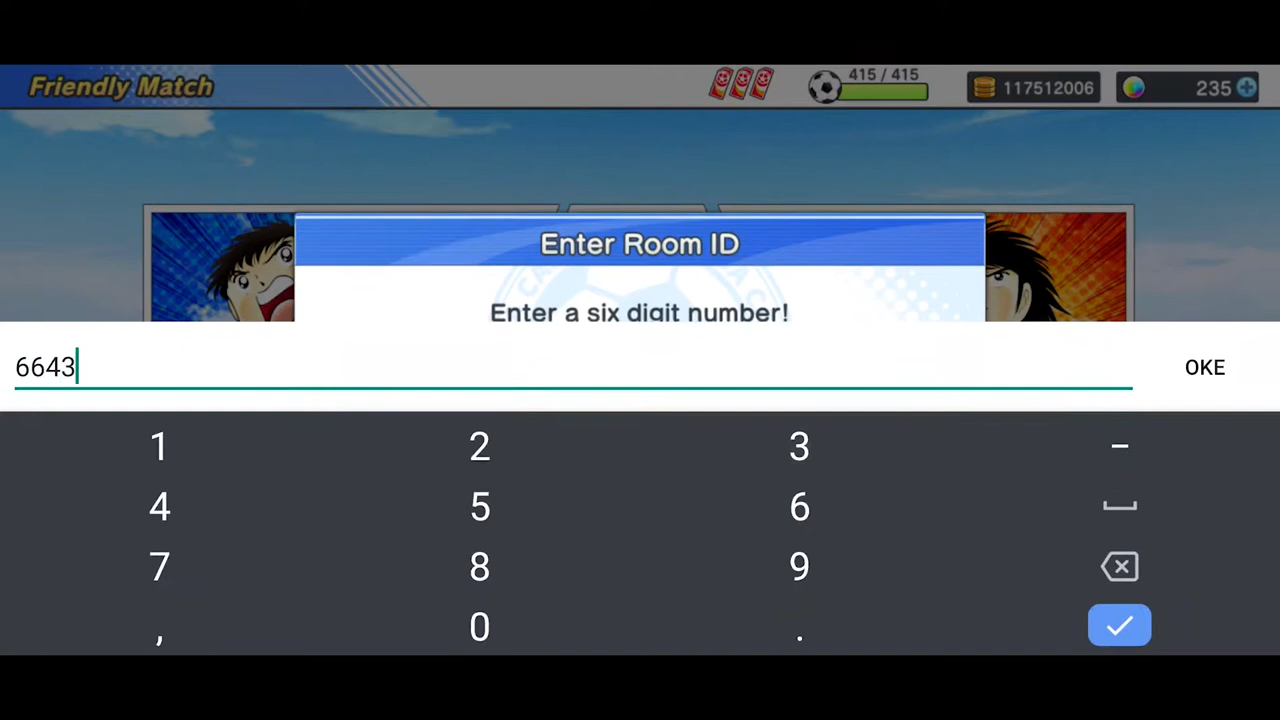 Friendly Match
415 / 415
117512006
235
Enter Room ID
Enter a six digit number!
6643
OKE
1 2 3 –
4 5 6
7 8 9
, 0 .